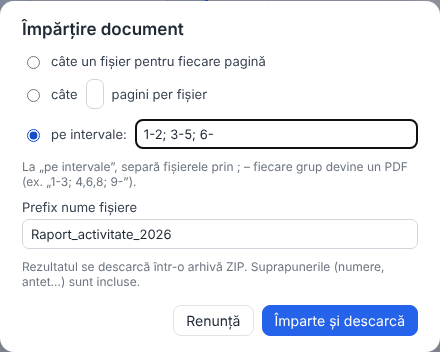 Împărțire document
câte un fișier pentru fiecare pagină
câte pagini per fișier
pe intervale: 1-2; 3-5; 6-
La „pe intervale”, separă fișierele prin ; – fiecare grup devine un PDF
(ex. „1-3; 4,6,8; 9-”).
Prefix nume fișiere
Raport_activitate_2026
Rezultatul se descarcă într-o arhivă ZIP. Suprapunerile (numere,
antet…) sunt incluse.
Renunță Împarte și descarcă